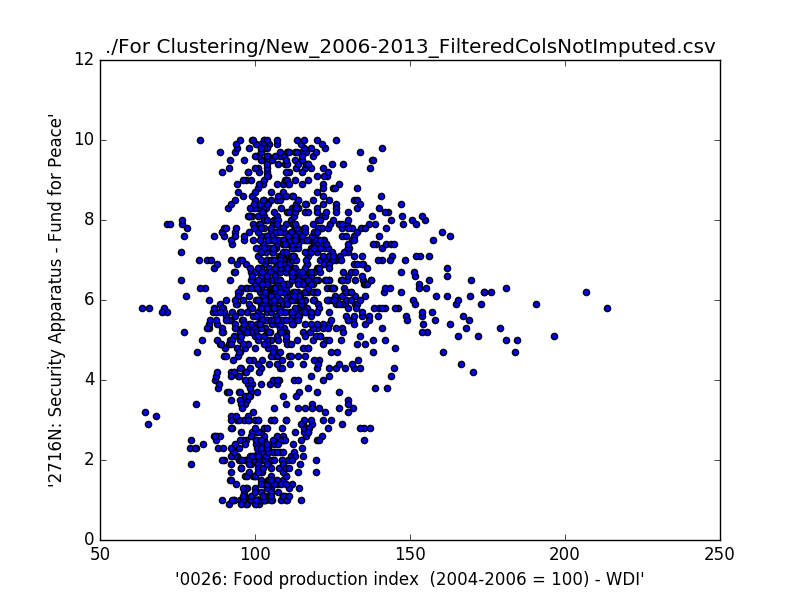 ./For Clustering/New_2006-2013_FilteredColsNotImputed.csv
12
10
8
6
4
2
0
'2716N: Security Apparatus - Fund for Peace'
50 100 150 200 250
'0026: Food production index  (2004-2006 = 100) - WDI'